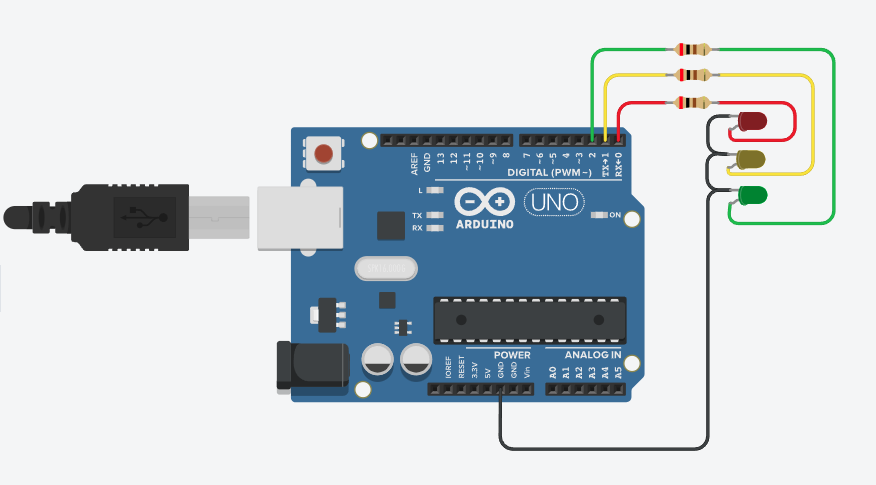 AREF
GND
13
12
~11
~10
~9
8
7
~6
~5
4
~3
2
TX→1
RX←0
DIGITAL (PWM~)
L
TX
RX
UNO
ON
ARDUINO
POWER
ANALOG IN
IOREF
RESET
3.3V
5V
GND
GND
Vin
A0
A1
A2
A3
A4
A5